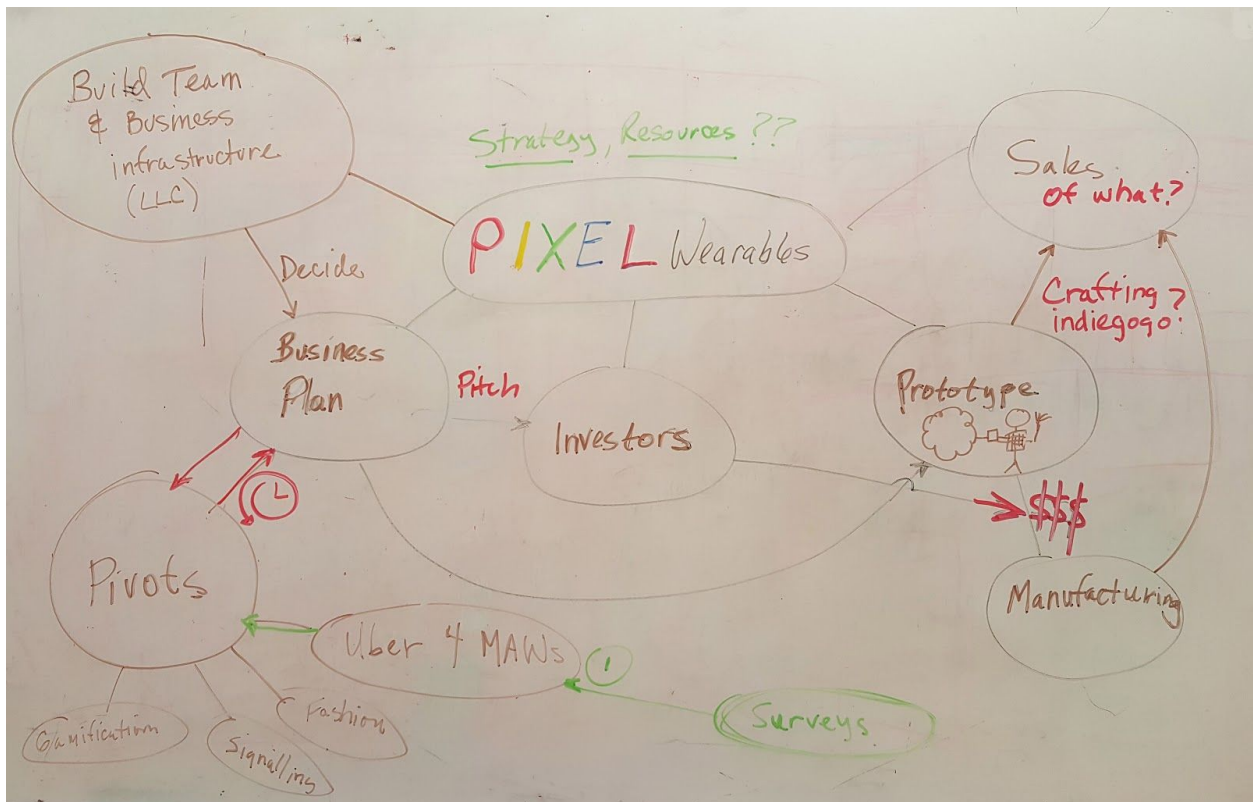 Build Team
& Business
infrastructure
(LLC)
Strategy, Resources ??
Sales
of what?
PIXEL Wearables
Decide
Crafting ?
indiegogo?
Business
Plan
Pitch
Investors
Prototype
$$$
Pivots
Manufacturing
Uber 4 MAWs
1
Surveys
Gamification
Signalling
Fashion